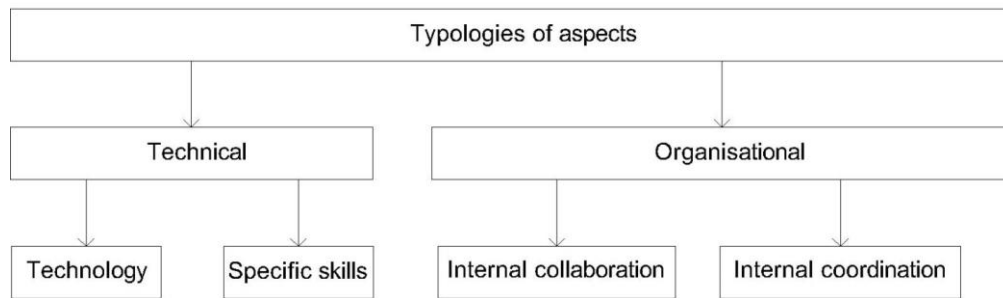 Typologies of aspects
Technical
Organisational
Technology
Specific skills
Internal collaboration
Internal coordination